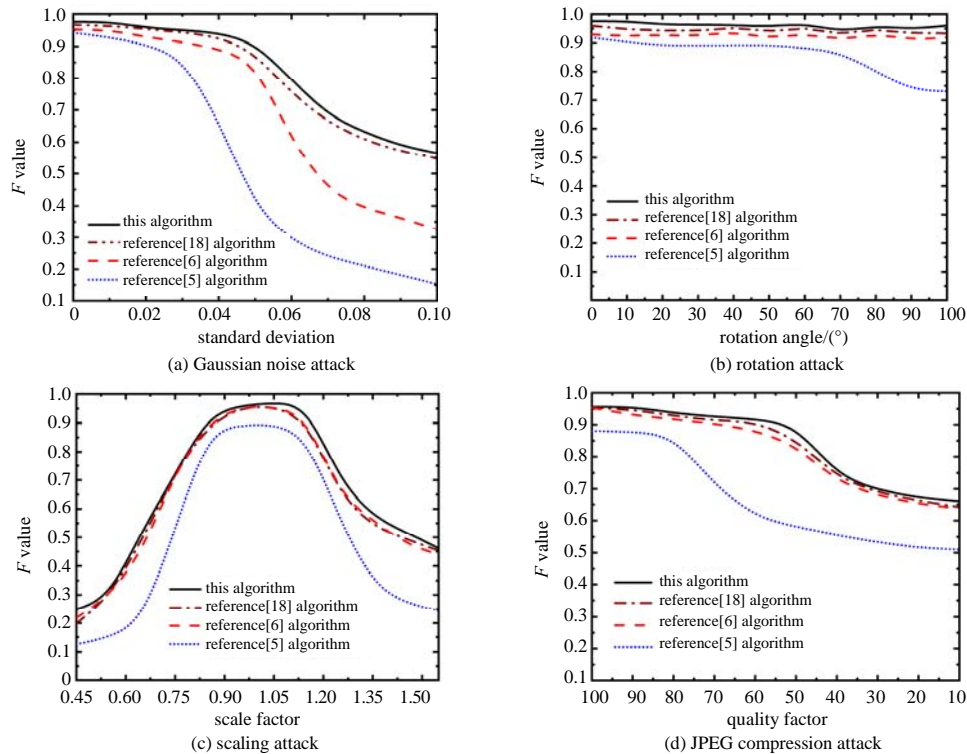 1.0
0.9
0.8
0.7
0.6
0.5
0.4
0.3
0.2
0.1
F value
this algorithm
reference[18] algorithm
reference[6] algorithm
reference[5] algorithm
0 0.02 0.04 0.06 0.08 0.10
standard deviation
(a) Gaussian noise attack
1.0
0.9
0.8
0.7
0.6
0.5
0.4
0.3
0.2
0.1
F value
this algorithm
reference[18] algorithm
reference[6] algorithm
reference[5] algorithm
0 10 20 30 40 50 60 70 80 90 100
rotation angle/(°)
(b) rotation attack
1.0
0.9
0.8
0.7
0.6
0.5
0.4
0.3
0.2
0.1
0
F value
this algorithm
reference[18] algorithm
reference[6] algorithm
reference[5] algorithm
0.45 0.60 0.75 0.90 1.05 1.20 1.35 1.50
scale factor
(c) scaling attack
1.0
0.9
0.8
0.7
0.6
0.5
0.4
0.3
0.2
0.1
F value
this algorithm
reference[18] algorithm
reference[6] algorithm
reference[5] algorithm
100 90 80 70 60 50 40 30 20 10
quality factor
(d) JPEG compression attack